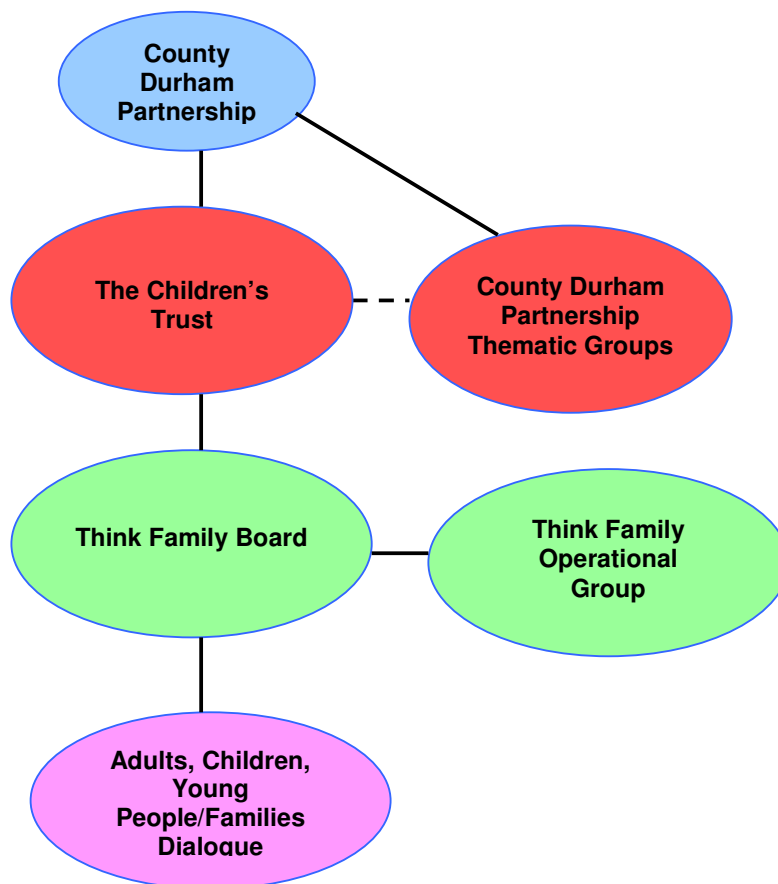 County
Durham
Partnership
The Children's
Trust
County Durham
Partnership
Thematic Groups
Think Family Board
Think Family
Operational
Group
Adults, Children,
Young
People/Families
Dialogue